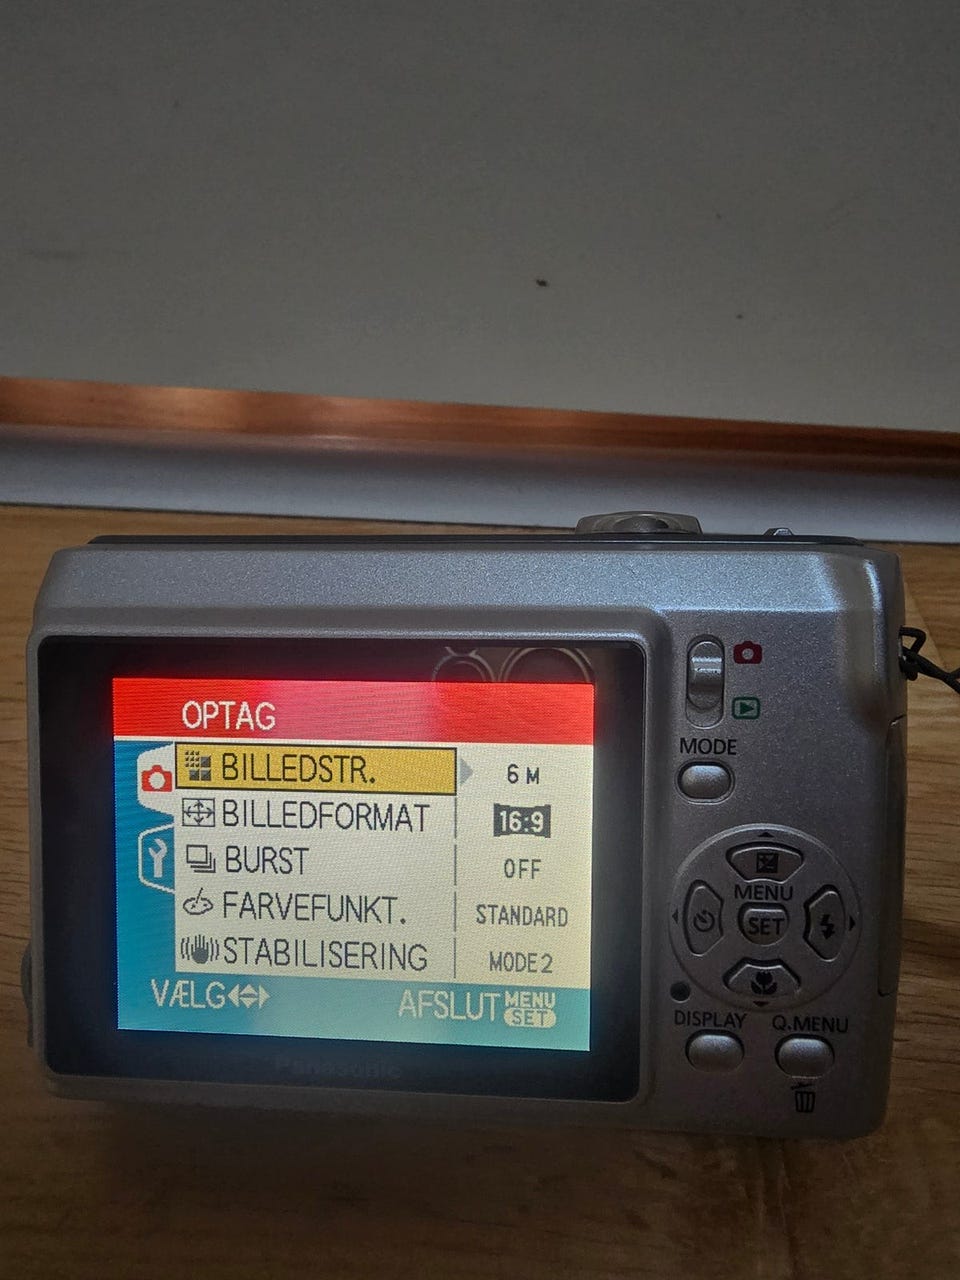 OPTAG
BILLEDSTR. 6M
BILLEDFORMAT 16:9
BURST OFF
FARVEFUNKT. STANDARD
STABILISERING MODE2
VÆLG AFSLUT MENU SET
Panasonic
MODE
MENU
SET
DISPLAY Q.MENU